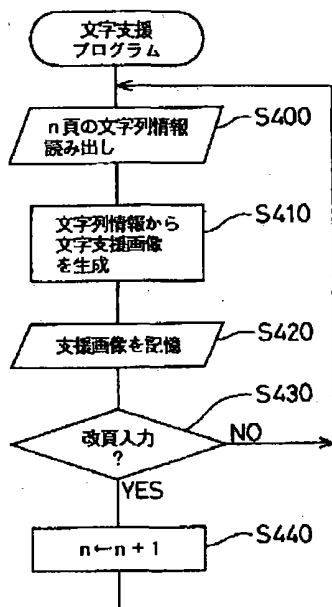 文字支援
プログラム
n頁の文字列情報
読み出し
S400
文字列情報から
文字支援画像
を生成
S410
支援画像を記憶
S420
改頁入力
?
S430
NO
YES
n←n+1
S440